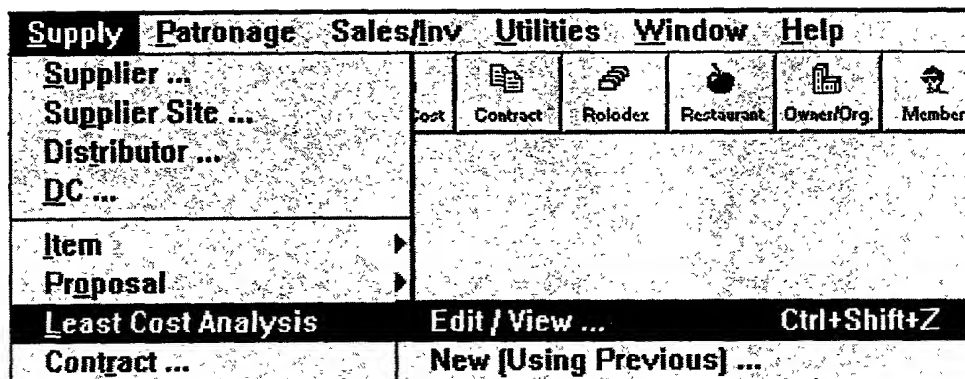 Supply Patronage Sales/Inv Utilities Window Help
Supplier ...
Supplier Site ...
Cost Contract Rolodex Restaurant Owner/Org. Member
Distributor ...
DC ...
Item
Proposal
Least Cost Analysis Edit / View ... Ctrl+Shift+Z
Contract ... New [Using Previous] ...